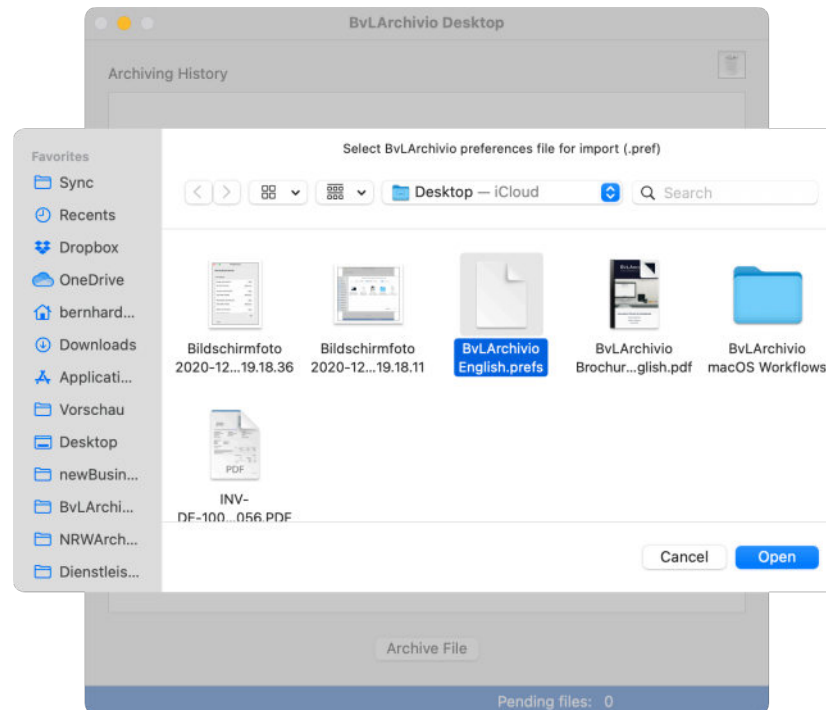 BvLArchivio Desktop
Archiving History
Select BvLArchivio preferences file for import (.pref)
Favorites
Sync
Recents
Dropbox
OneDrive
bernhard...
Downloads
Applicati...
Vorschau
Desktop
newBusin...
BvLArchi...
NRWArch...
Dienstleis...
Desktop — iCloud
Search
Bildschirmfoto
2020-12...19.18.36
Bildschirmfoto
2020-12...19.18.11
BvLArchivio
English.prefs
BvLArchivio
Brochur...glish.pdf
BvLArchivio
macOS Workflows
PDF
INV-
DE-100...056.PDF
Cancel
Open
Archive File
Pending files: 0